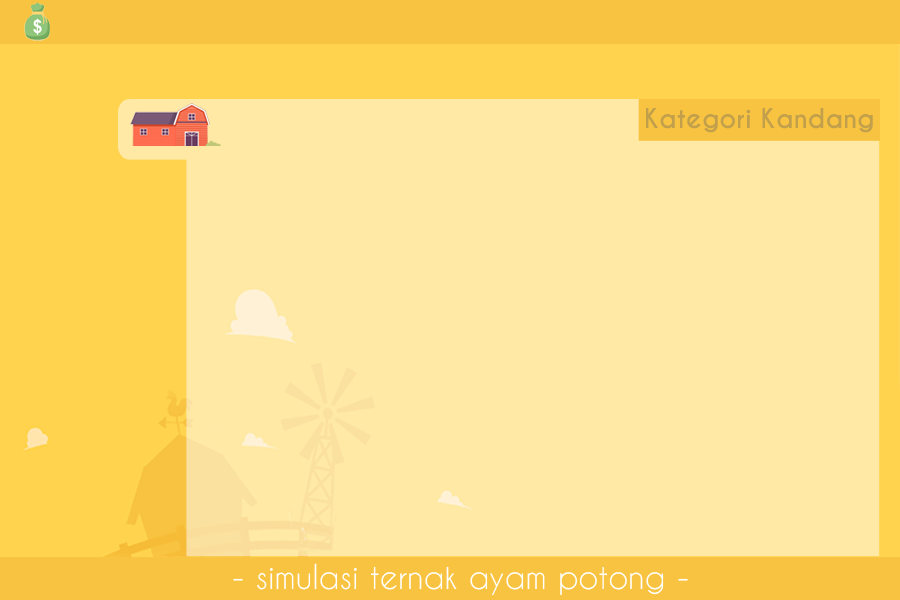 $
Kategori Kandang
- simulasi ternak ayam potong -